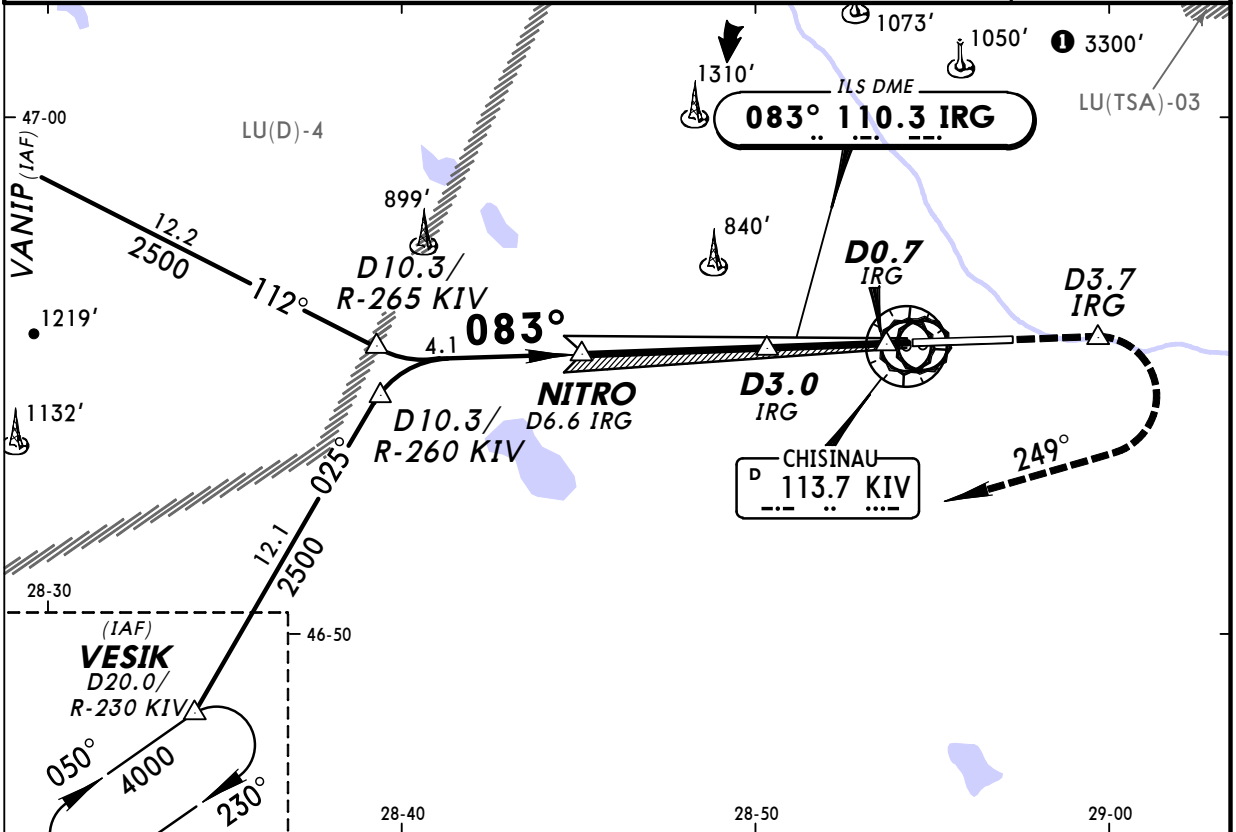 1073'
1050'
1 3300'
1310'
ILS DME
083° 110.3 IRG
LU(TSA)-03
47-00
LU(D)-4
VANIP (IAF)
899'
12.2
2500
112°
840'
D10.3/
R-265 KIV
D0.7
IRG
D3.7
IRG
1219'
083°
4.1
NITRO
D6.6 IRG
D3.0
IRG
1132'
D10.3/
R-260 KIV
025°
CHISINAU
D 113.7 KIV
249°
12.1
2500
28-30
46-50
(IAF)
VESIK
D20.0/
R-230 KIV
050°
4000
230°
28-40
28-50
29-00